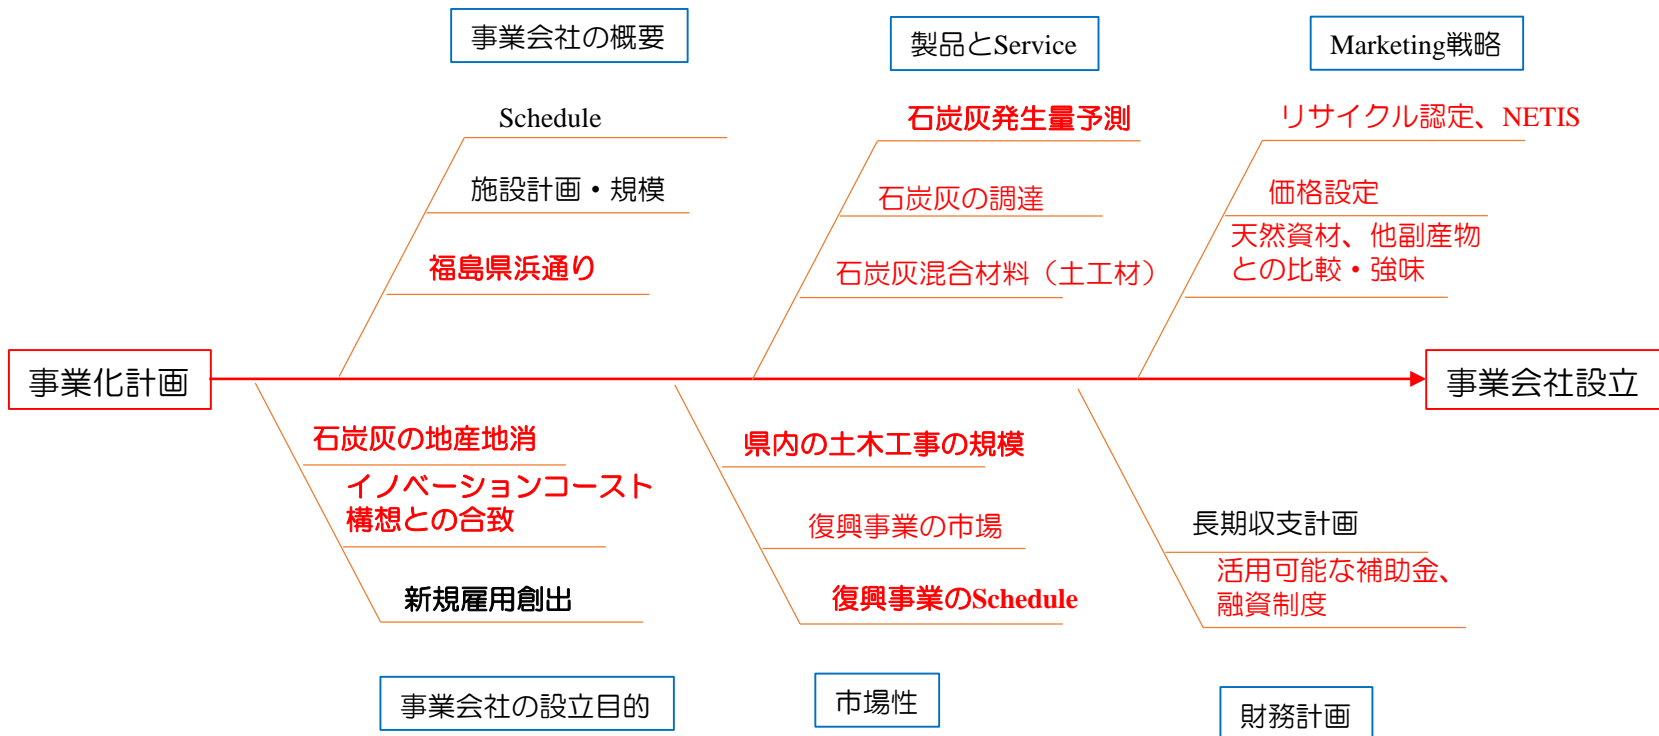 事業会社の概要
製品とService
Marketing戦略
Schedule
石炭灰発生量予測
リサイクル認定、NETIS
施設計画・規模
石炭灰の調達
価格設定
福島県浜通り
石炭灰混合材料（土工材）
天然資材、他副産物
との比較・強味
事業化計画
事業会社設立
石炭灰の地産地消
県内の土木工事の規模
イノベーションコースト
構想との合致
復興事業の市場
長期収支計画
新規雇用創出
復興事業のSchedule
活用可能な補助金、
融資制度
事業会社の設立目的
市場性
財務計画